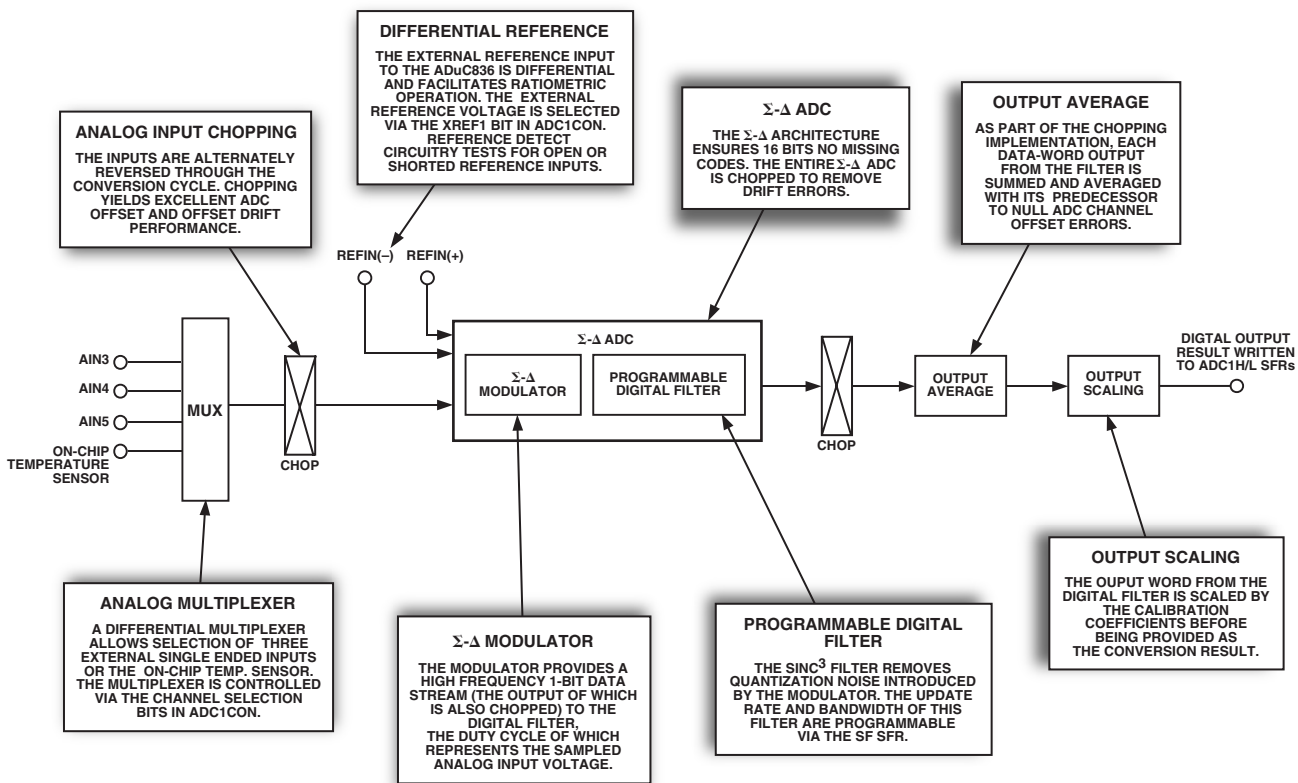 DIFFERENTIAL REFERENCE
THE EXTERNAL REFERENCE INPUT
TO THE ADuC836 IS DIFFERENTIAL
AND FACILITATES RATIOMETRIC
OPERATION. THE EXTERNAL
REFERENCE VOLTAGE IS SELECTED
VIA THE XREF1 BIT IN ADC1CON.
REFERENCE DETECT
CIRCUITRY TESTS FOR OPEN OR
SHORTED REFERENCE INPUTS.
ANALOG INPUT CHOPPING
THE INPUTS ARE ALTERNATELY
REVERSED THROUGH THE
CONVERSION CYCLE. CHOPPING
YIELDS EXCELLENT ADC
OFFSET AND OFFSET DRIFT
PERFORMANCE.
Σ-Δ ADC
THE Σ-Δ ARCHITECTURE
ENSURES 16 BITS NO MISSING
CODES. THE ENTIRE Σ-Δ ADC
IS CHOPPED TO REMOVE
DRIFT ERRORS.
OUTPUT AVERAGE
AS PART OF THE CHOPPING
IMPLEMENTATION, EACH
DATA-WORD OUTPUT
FROM THE FILTER IS
SUMMED AND AVERAGED
WITH ITS PREDECESSOR
TO NULL ADC CHANNEL
OFFSET ERRORS.
REFIN(–) REFIN(+)
AIN3
AIN4
AIN5
ON-CHIP
TEMPERATURE
SENSOR
MUX
CHOP
Σ-Δ ADC
Σ-Δ
MODULATOR
PROGRAMMABLE
DIGITAL FILTER
CHOP
OUTPUT
AVERAGE
OUTPUT
SCALING
DIGTAL OUTPUT
RESULT WRITTEN
TO ADC1H/L SFRs
ANALOG MULTIPLEXER
A DIFFERENTIAL MULTIPLEXER
ALLOWS SELECTION OF THREE
EXTERNAL SINGLE ENDED INPUTS
OR THE ON-CHIP TEMP. SENSOR.
THE MULTIPLEXER IS CONTROLLED
VIA THE CHANNEL SELECTION
BITS IN ADC1CON.
Σ-Δ MODULATOR
THE MODULATOR PROVIDES A
HIGH FREQUENCY 1-BIT DATA
STREAM (THE OUTPUT OF WHICH
IS ALSO CHOPPED) TO THE
DIGITAL FILTER,
THE DUTY CYCLE OF WHICH
REPRESENTS THE SAMPLED
ANALOG INPUT VOLTAGE.
PROGRAMMABLE DIGITAL
FILTER
THE SINC³ FILTER REMOVES
QUANTIZATION NOISE INTRODUCED
BY THE MODULATOR. THE UPDATE
RATE AND BANDWIDTH OF THIS
FILTER ARE PROGRAMMABLE
VIA THE SF SFR.
OUTPUT SCALING
THE OUPUT WORD FROM THE
DIGITAL FILTER IS SCALED BY
THE CALIBRATION
COEFFICIENTS BEFORE
BEING PROVIDED AS
THE CONVERSION RESULT.